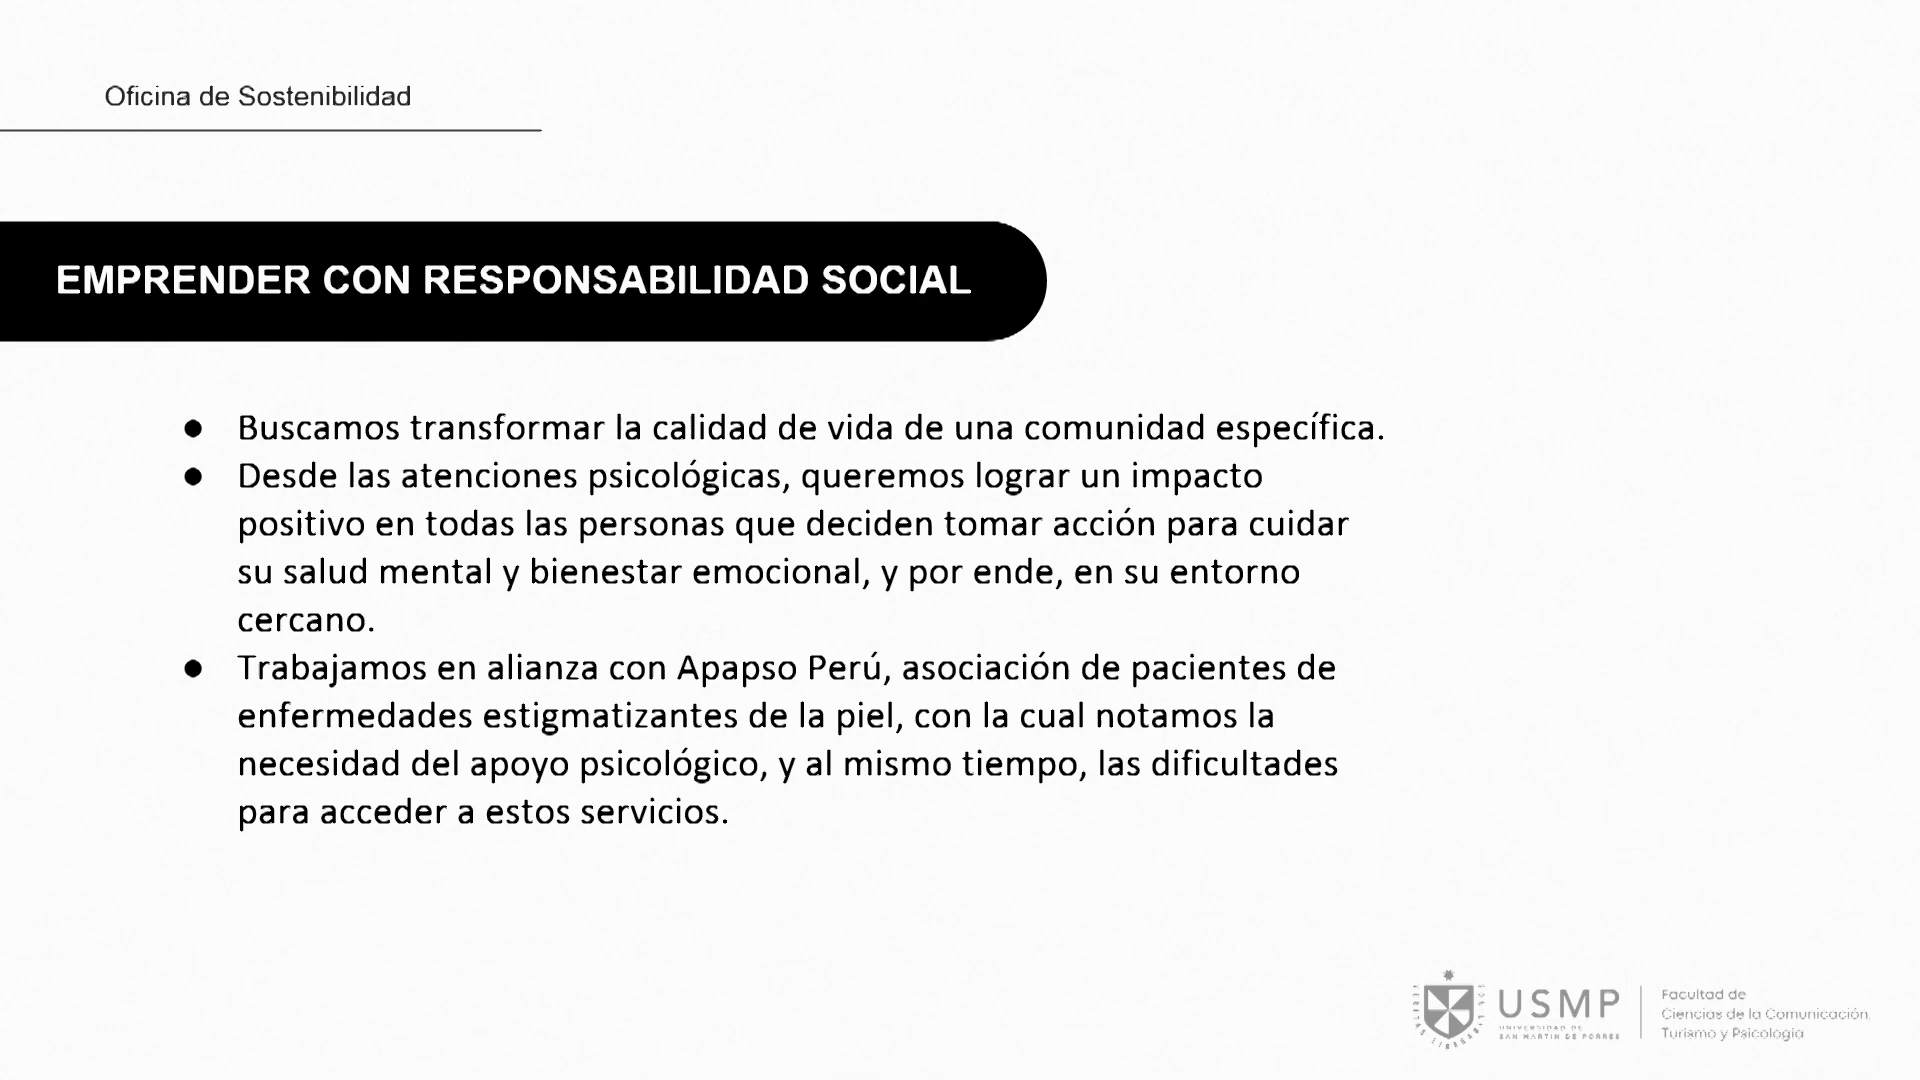 Oficina de Sostenibilidad
EMPRENDER CON RESPONSABILIDAD SOCIAL
● Buscamos transformar la calidad de vida de una comunidad específica.
● Desde las atenciones psicológicas, queremos lograr un impacto
positivo en todas las personas que deciden tomar acción para cuidar
su salud mental y bienestar emocional, y por ende, en su entorno
cercano.
● Trabajamos en alianza con Apapso Perú, asociación de pacientes de
enfermedades estigmatizantes de la piel, con la cual notamos la
necesidad del apoyo psicológico, y al mismo tiempo, las dificultades
para acceder a estos servicios.
USMP
UNIVERSIDAD DE
SAN MARTIN DE PORRES
Facultad de
Ciencias de la Comunicación,
Turismo y Psicología